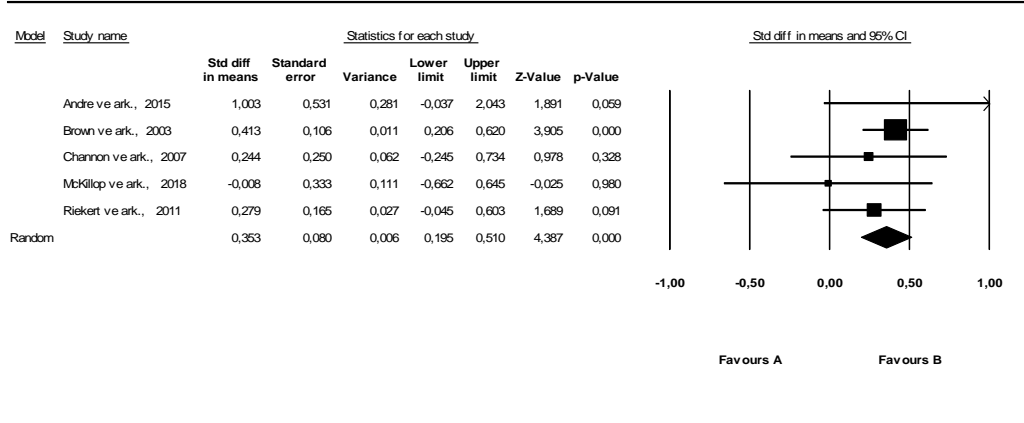 Model Study name Statistics for each study Std diff in means and 95% CI
Std diff in means Standard error Variance Lower limit Upper limit Z-Value p-Value
Andre ve ark., 2015 1,003 0,531 0,281 -0,037 2,043 1,891 0,059
Brown ve ark., 2003 0,413 0,106 0,011 0,206 0,620 3,905 0,000
Channon ve ark., 2007 0,244 0,250 0,062 -0,245 0,734 0,978 0,328
McKillop ve ark., 2018 -0,008 0,333 0,111 -0,662 0,645 -0,025 0,980
Riekert ve ark., 2011 0,279 0,165 0,027 -0,045 0,603 1,689 0,091
Random 0,353 0,080 0,006 0,195 0,510 4,387 0,000
-1,00 -0,50 0,00 0,50 1,00
Favours A Favours B